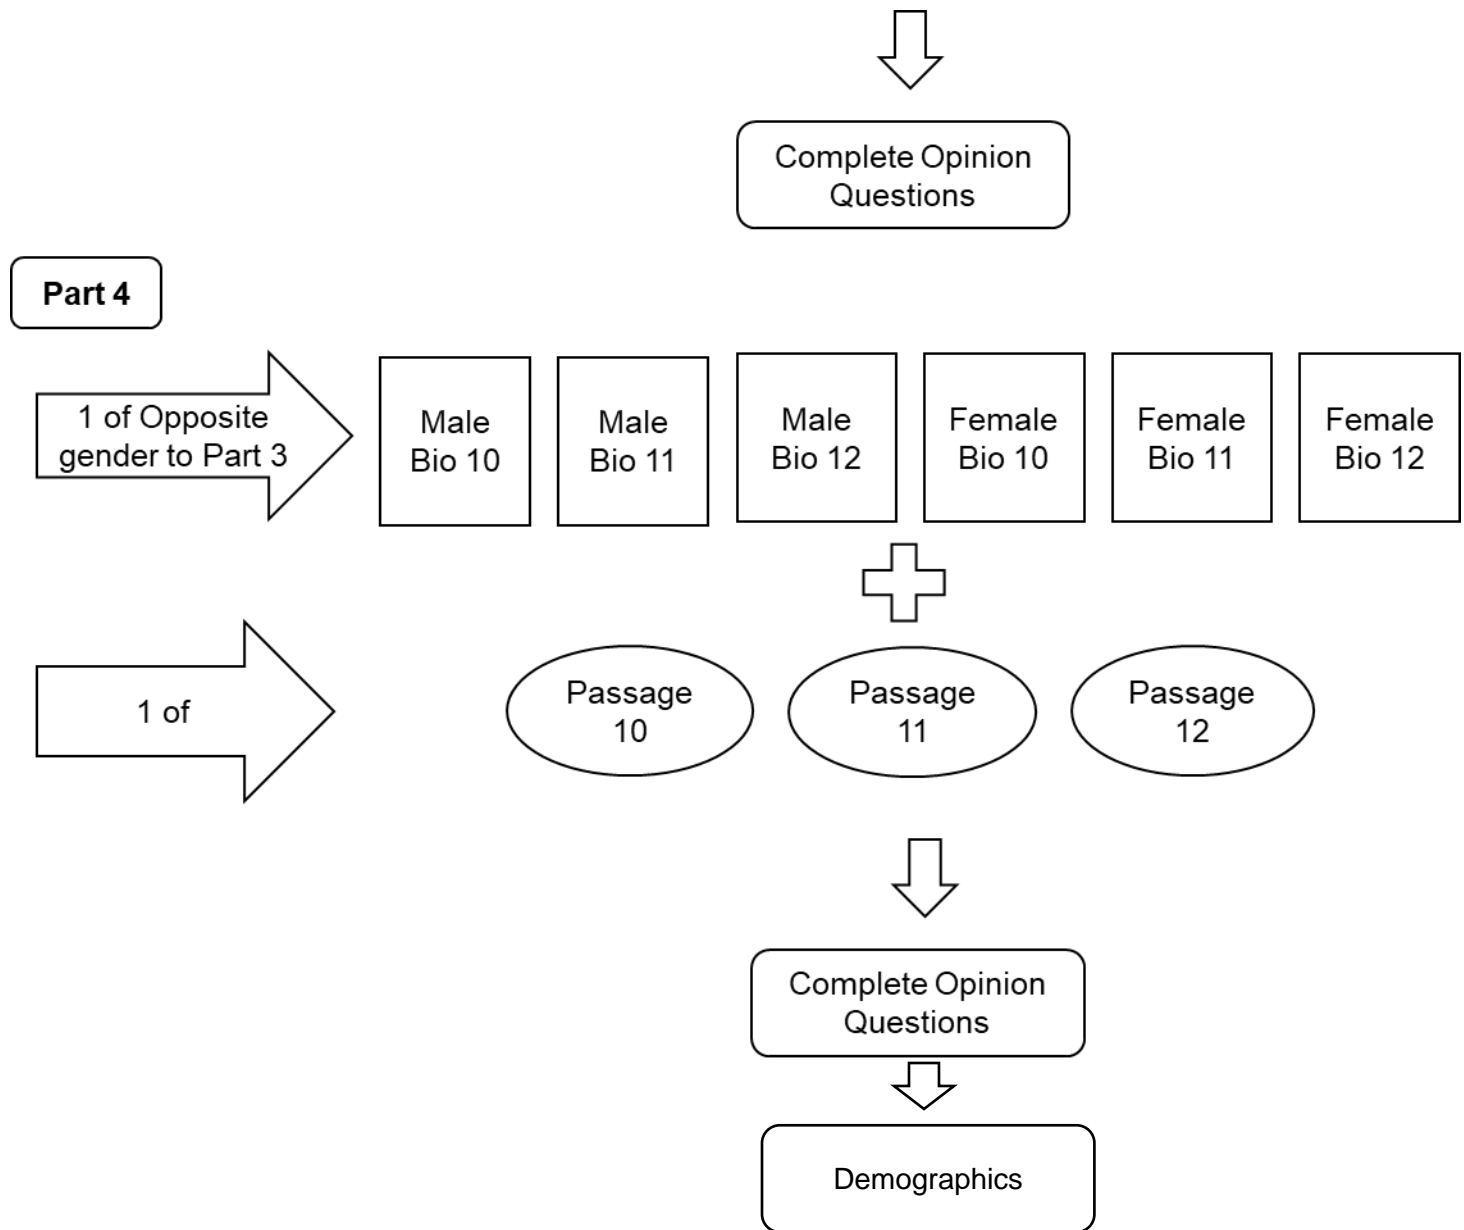 Complete Opinion
Questions
Part 4
1 of Opposite
gender to Part 3
Male
Bio 10
Male
Bio 11
Male
Bio 12
Female
Bio 10
Female
Bio 11
Female
Bio 12
1 of
Passage
10
Passage
11
Passage
12
Complete Opinion
Questions
Demographics